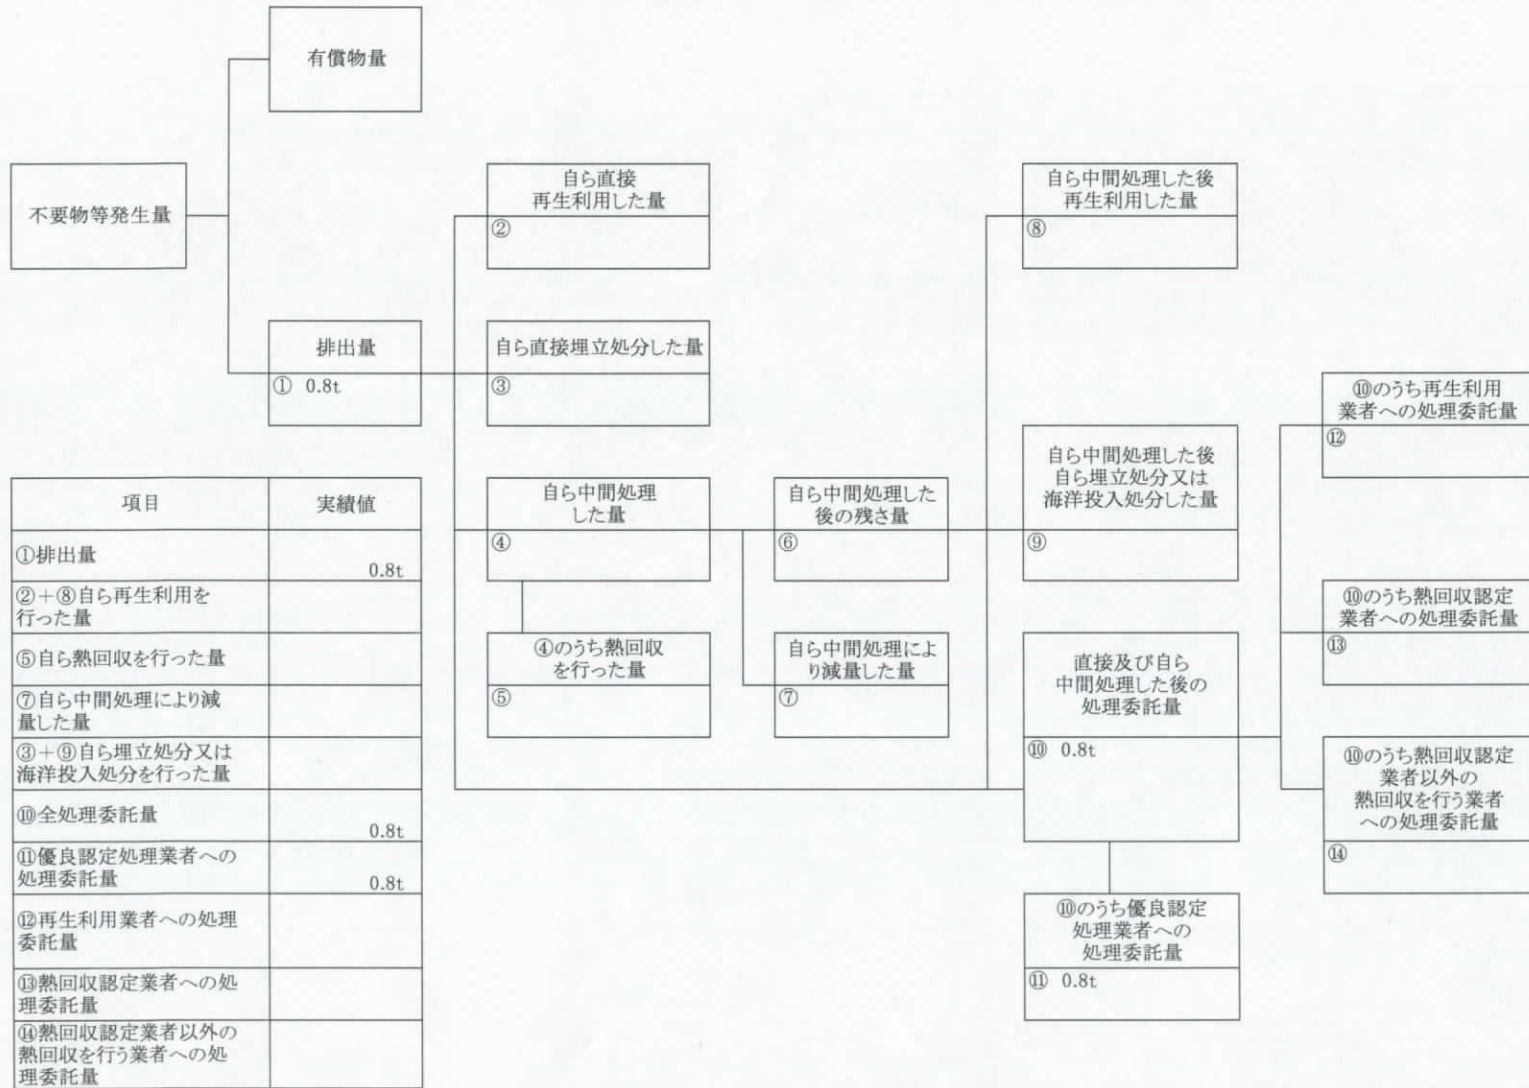 有償物量
不要物等発生量
自ら直接
再生利用した量
②
自ら中間処理した後
再生利用した量
⑧
排出量
① 0.8t
自ら直接埋立処分した量
③
⑩のうち再生利用
業者への処理委託量
⑫
自ら中間処理した後
自ら埋立処分又は
海洋投入処分した量
⑨
自ら中間処理
した量
④
自ら中間処理した
後の残さ量
⑥
⑩のうち熱回収認定
業者への処理委託量
⑬
④のうち熱回収
を行った量
⑤
自ら中間処理によ
り減量した量
⑦
直接及び自ら
中間処理した後の
処理委託量
⑩ 0.8t
⑩のうち熱回収認定
業者以外の
熱回収を行う業者
への処理委託量
⑭
⑩のうち優良認定
処理業者への
処理委託量
⑪ 0.8t
項目 実績値
①排出量
0.8t
②+⑧自ら再生利用を
行った量
⑤自ら熱回収を行った量
⑦自ら中間処理により減
量した量
③+⑨自ら埋立処分又は
海洋投入処分を行った量
⑩全処理委託量
0.8t
⑪優良認定処理業者への
処理委託量 0.8t
⑫再生利用業者への処理
委託量
⑬熱回収認定業者への処
理委託量
⑭熱回収認定業者以外の
熱回収を行う業者への処
理委託量